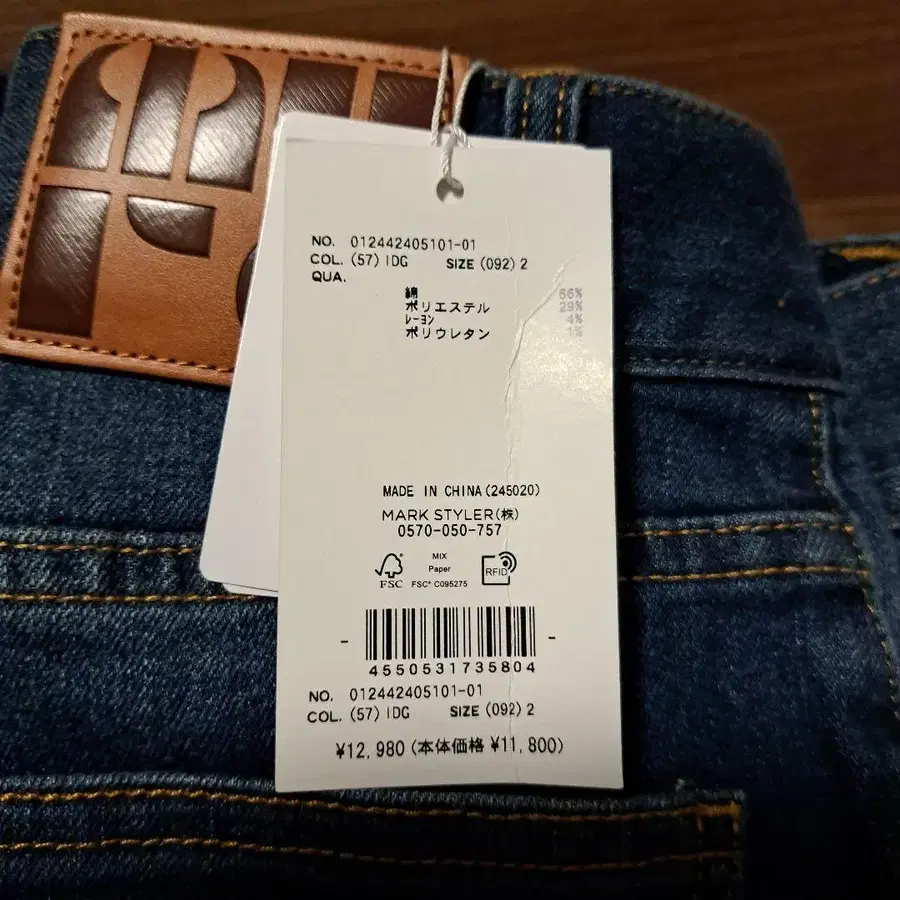 NO. 012442405101-01
COL. (57) IDG SIZE (092) 2
QUA.
綿 66%
ポリエステル 29%
レーヨン 4%
ポリウレタン 1%
MADE IN CHINA (245020)
MARK STYLER(株)
0570-050-757
FSC
MIX
Paper
FSC® C095275
RFID
4550531735804
NO. 012442405101-01
COL. (57) IDG SIZE (092) 2
¥12,980 (本体価格 ¥11,800)